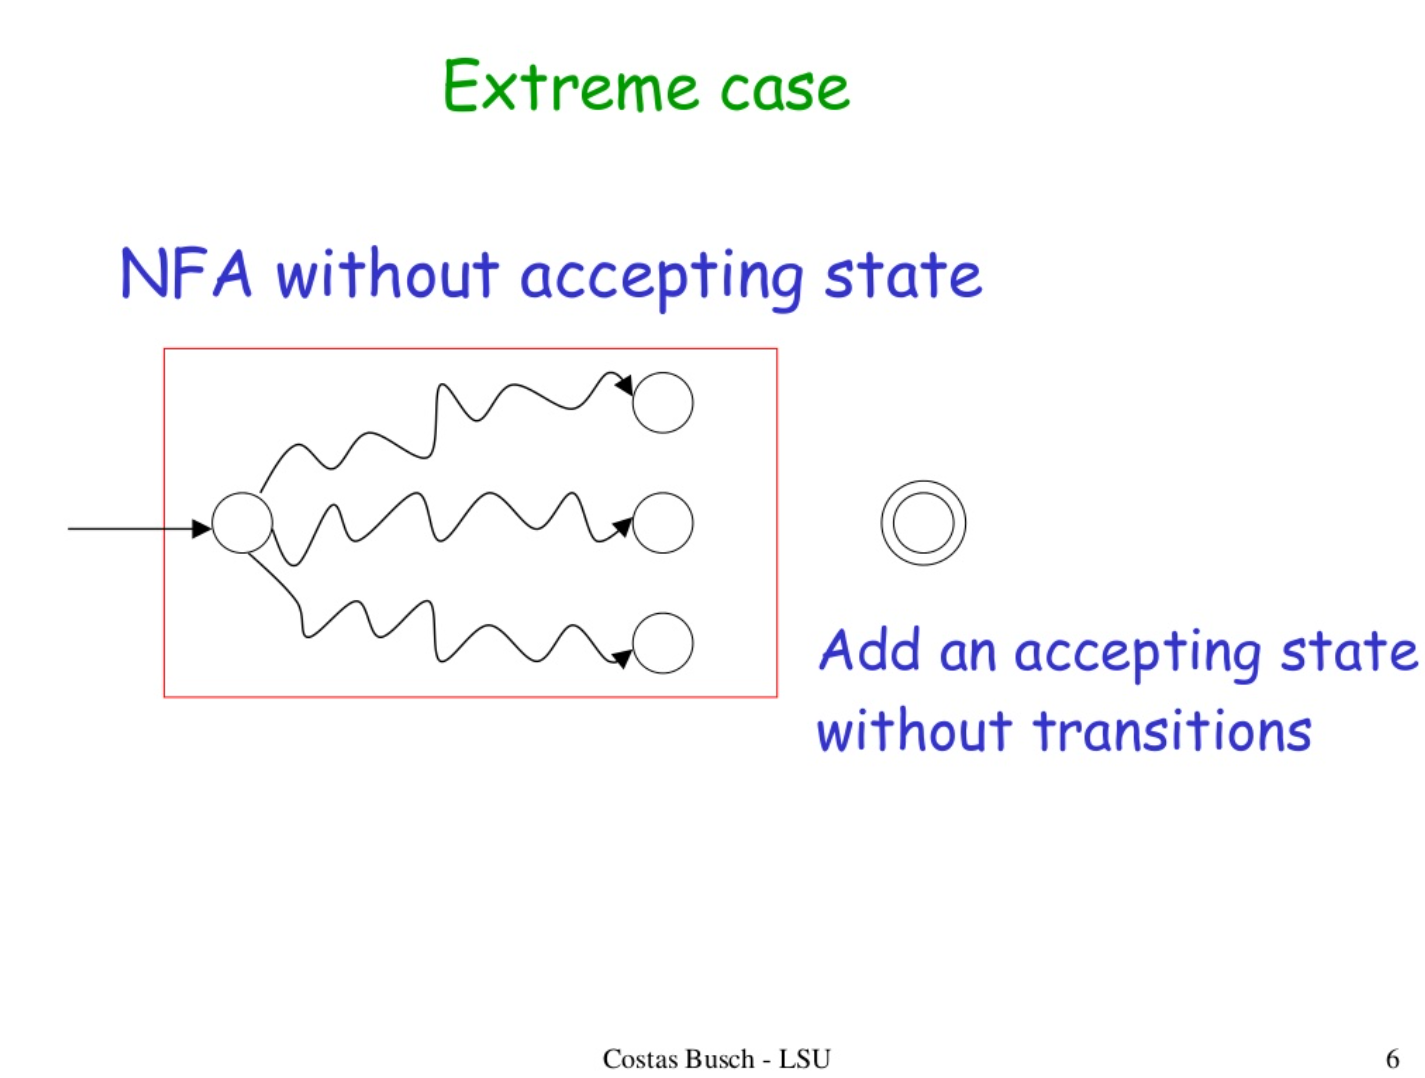 Extreme case
NFA without accepting state
Add an accepting state
without transitions
Costas Busch - LSU
6